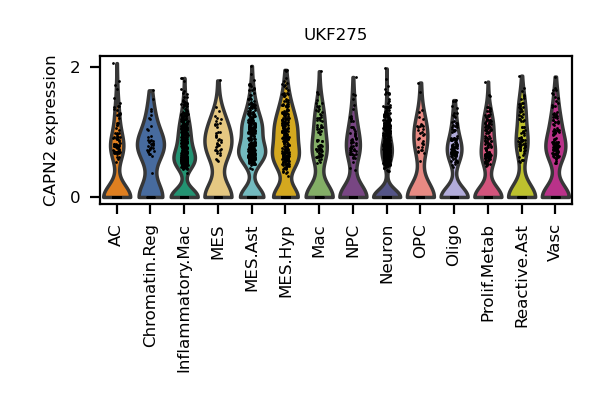 UKF275
CAPN2 expression
2
0
AC
Chromatin.Reg
Inflammatory.Mac
MES
MES.Ast
MES.Hyp
Mac
NPC
Neuron
OPC
Oligo
Prolif.Metab
Reactive.Ast
Vasc